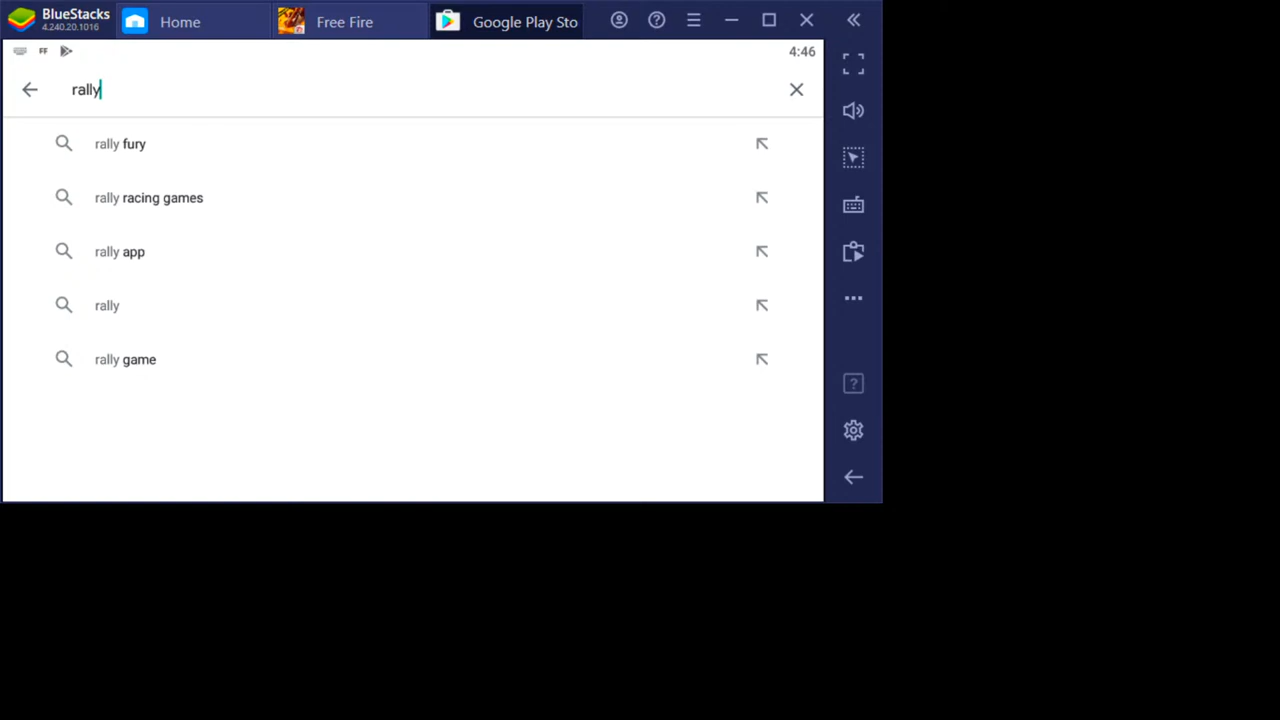 BlueStacks
4.240.20.1016
Home
Free Fire
Google Play Sto
FF
4:46
rally
rally fury
rally racing games
rally app
rally
rally game